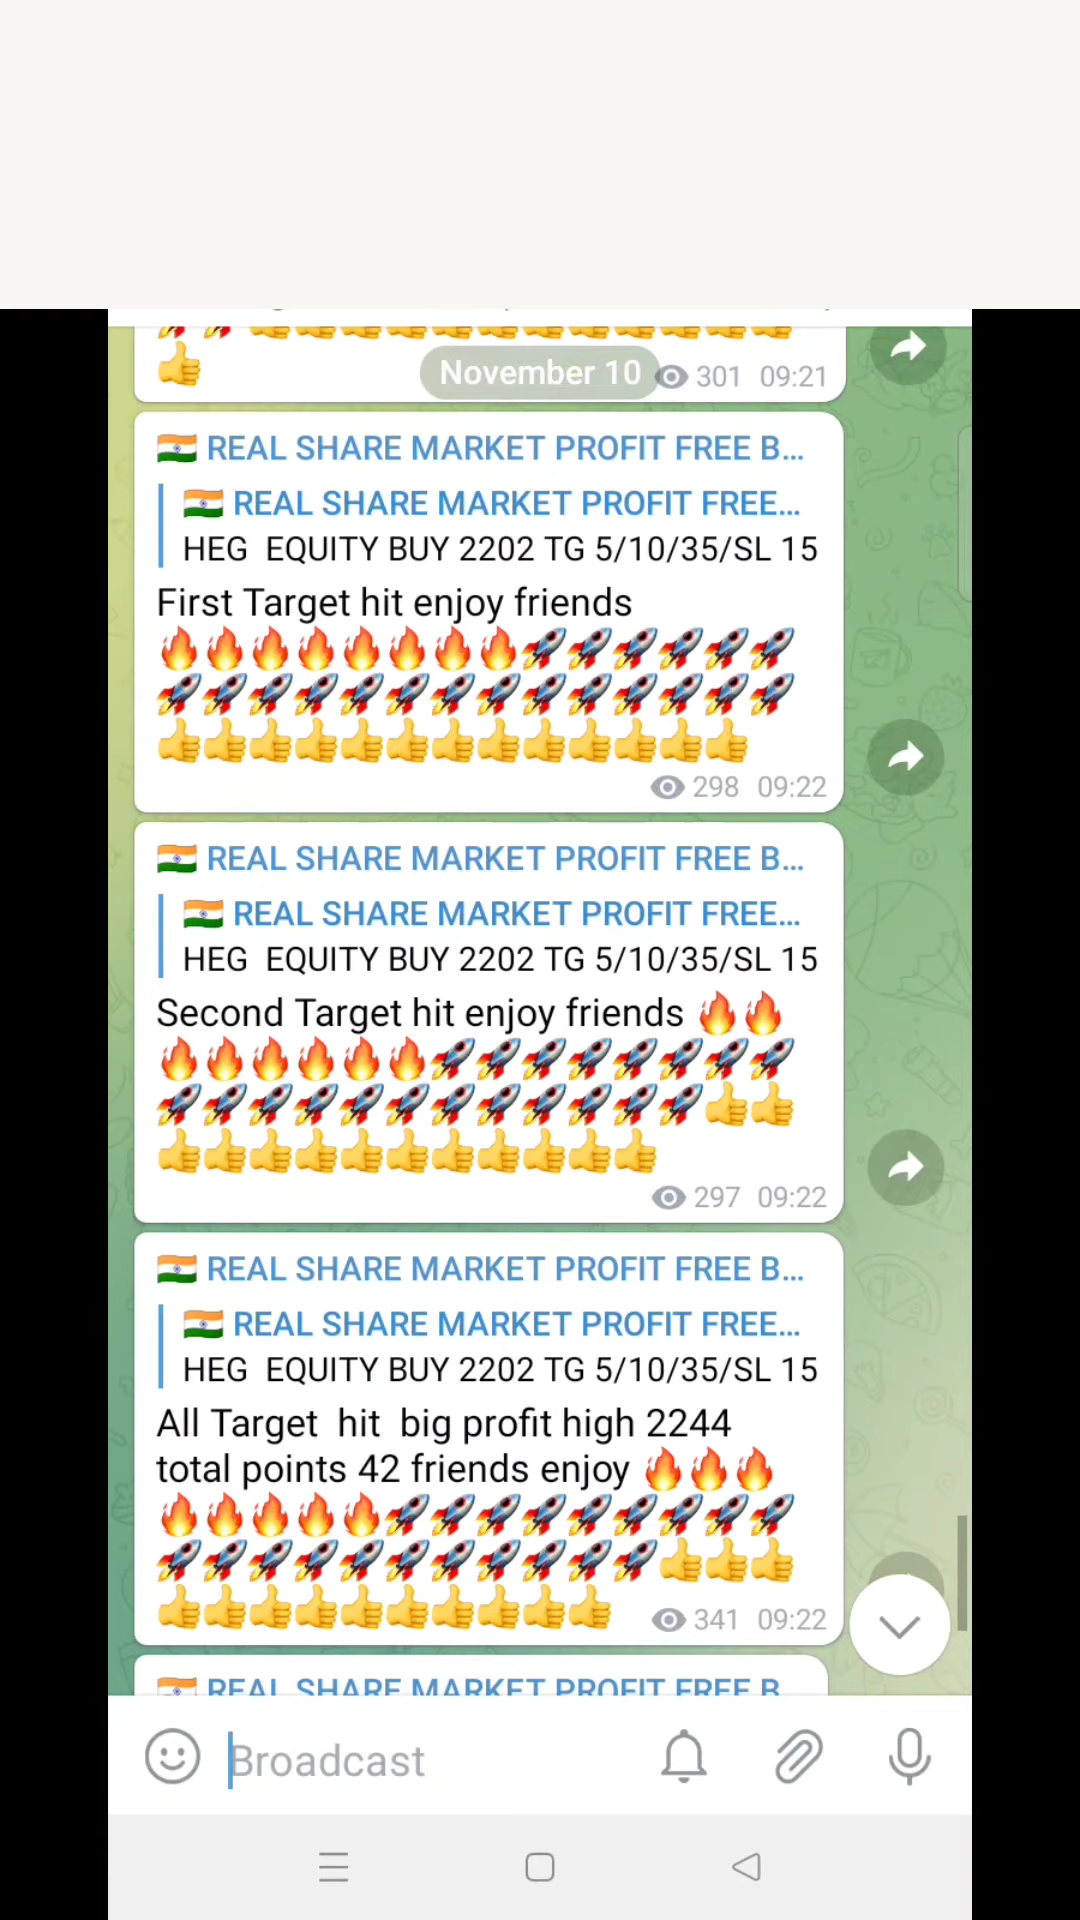 November 10 301 09:21
🇮🇳 REAL SHARE MARKET PROFIT FREE B...
🇮🇳 REAL SHARE MARKET PROFIT FREE...
HEG EQUITY BUY 2202 TG 5/10/35/SL 15
First Target hit enjoy friends
🔥🔥🔥🔥🔥🔥🔥🔥🚀🚀🚀🚀🚀🚀
🚀🚀🚀🚀🚀🚀🚀🚀🚀🚀🚀🚀🚀🚀
👍👍👍👍👍👍👍👍👍👍👍👍👍
298 09:22
🇮🇳 REAL SHARE MARKET PROFIT FREE B...
🇮🇳 REAL SHARE MARKET PROFIT FREE...
HEG EQUITY BUY 2202 TG 5/10/35/SL 15
Second Target hit enjoy friends 🔥🔥
🔥🔥🔥🔥🔥🔥🚀🚀🚀🚀🚀🚀🚀🚀
🚀🚀🚀🚀🚀🚀🚀🚀🚀🚀🚀🚀👍👍
👍👍👍👍👍👍👍👍👍👍👍
297 09:22
🇮🇳 REAL SHARE MARKET PROFIT FREE B...
🇮🇳 REAL SHARE MARKET PROFIT FREE...
HEG EQUITY BUY 2202 TG 5/10/35/SL 15
All Target hit big profit high 2244
total points 42 friends enjoy 🔥🔥🔥
🔥🔥🔥🔥🔥🚀🚀🚀🚀🚀🚀🚀🚀🚀
🚀🚀🚀🚀🚀🚀🚀🚀🚀🚀🚀👍👍👍
👍👍👍👍👍👍👍👍👍👍 341 09:22
🇮🇳 REAL SHARE MARKET PROFIT FREE B
Broadcast